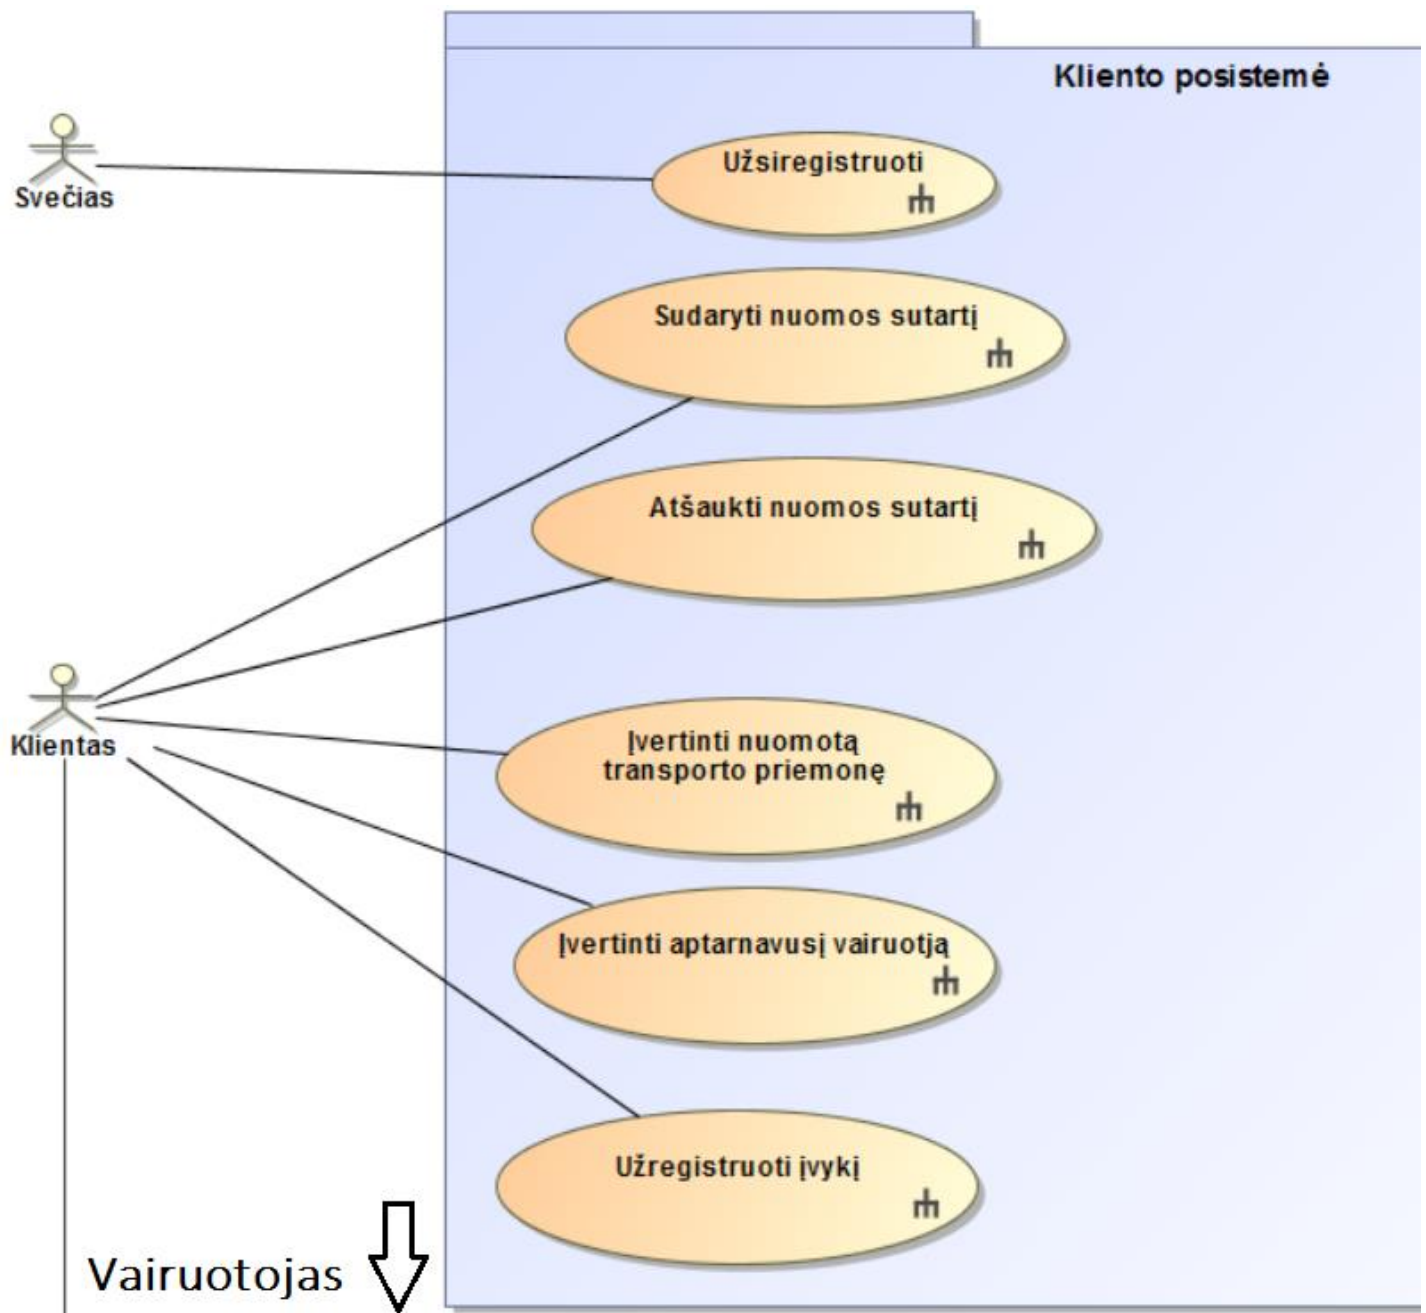 Kliento posistemė
Svečias
Užsiregistruoti
Sudaryti nuomos sutartį
Atšaukti nuomos sutartį
Klientas
Įvertinti nuomotą
transporto priemonę
Įvertinti aptarnavusį vairuotją
Užregistruoti įvykį
Vairuotojas